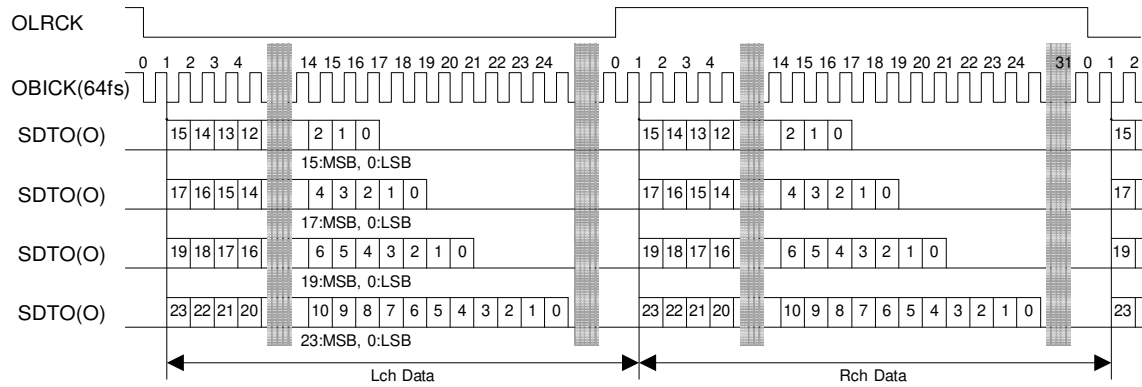 OLRCK
0 1 2 3 4 14 15 16 17 18 19 20 21 22 23 24 0 1 2 3 4 14 15 16 17 18 19 20 21 22 23 24 31 0 1 2
OBICK(64fs)
SDTO(O) 15 14 13 12 2 1 0 15 14 13 12 2 1 0 15
15:MSB, 0:LSB
SDTO(O) 17 16 15 14 4 3 2 1 0 17 16 15 14 4 3 2 1 0 17
17:MSB, 0:LSB
SDTO(O) 19 18 17 16 6 5 4 3 2 1 0 19 18 17 16 6 5 4 3 2 1 0 19
19:MSB, 0:LSB
SDTO(O) 23 22 21 20 10 9 8 7 6 5 4 3 2 1 0 23 22 21 20 10 9 8 7 6 5 4 3 2 1 0 23
23:MSB, 0:LSB
Lch Data Rch Data